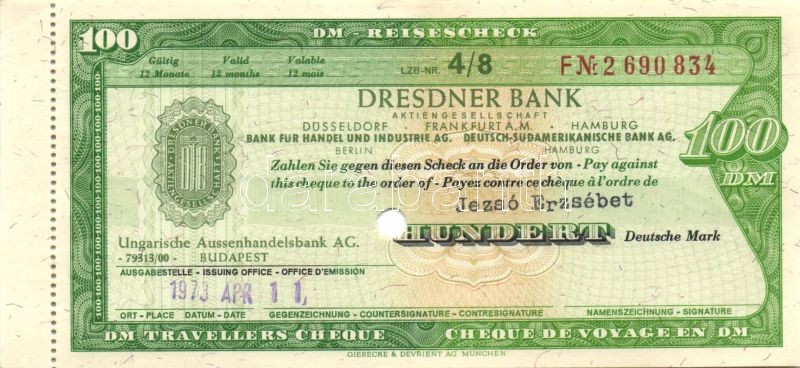 100 DM - REISESCHECK
Gültig Valid Valable
12 Monate 12 months 12 mois
LZB-NR. 4/8 F№ 2 690 834
DRESDNER BANK
AKTIENGESELLSCHAFT
DÜSSELDORF FRANKFURT A.M. HAMBURG
BANK FÜR HANDEL UND INDUSTRIE AG. DEUTSCH-SÜDAMERIKANISCHE BANK AG.
BERLIN HAMBURG
100 DM
DRESDNER BANK AKTIENGESELLSCHAFT
Zahlen Sie gegen diesen Scheck an die Order von - Pay against
this cheque to the order of - Payez contre ce chèque à l'ordre de
Jezsó Erzsébet
HUNDERT Deutsche Mark
Ungarische Aussenhandelsbank AG.
- 79313/00 - BUDAPEST
AUSGABESTELLE - ISSUING OFFICE - OFFICE D'EMISSION
1973 APR 11,
ORT - PLACE DATUM - DATE GEGENZEICHNUNG - COUNTERSIGNATURE - CONTRESIGNATURE NAMENSZEICHNUNG - SIGNATURE
DM TRAVELLERS CHEQUE CHEQUE DE VOYAGE EN DM
GIESECKE & DEVRIENT AG MÜNCHEN